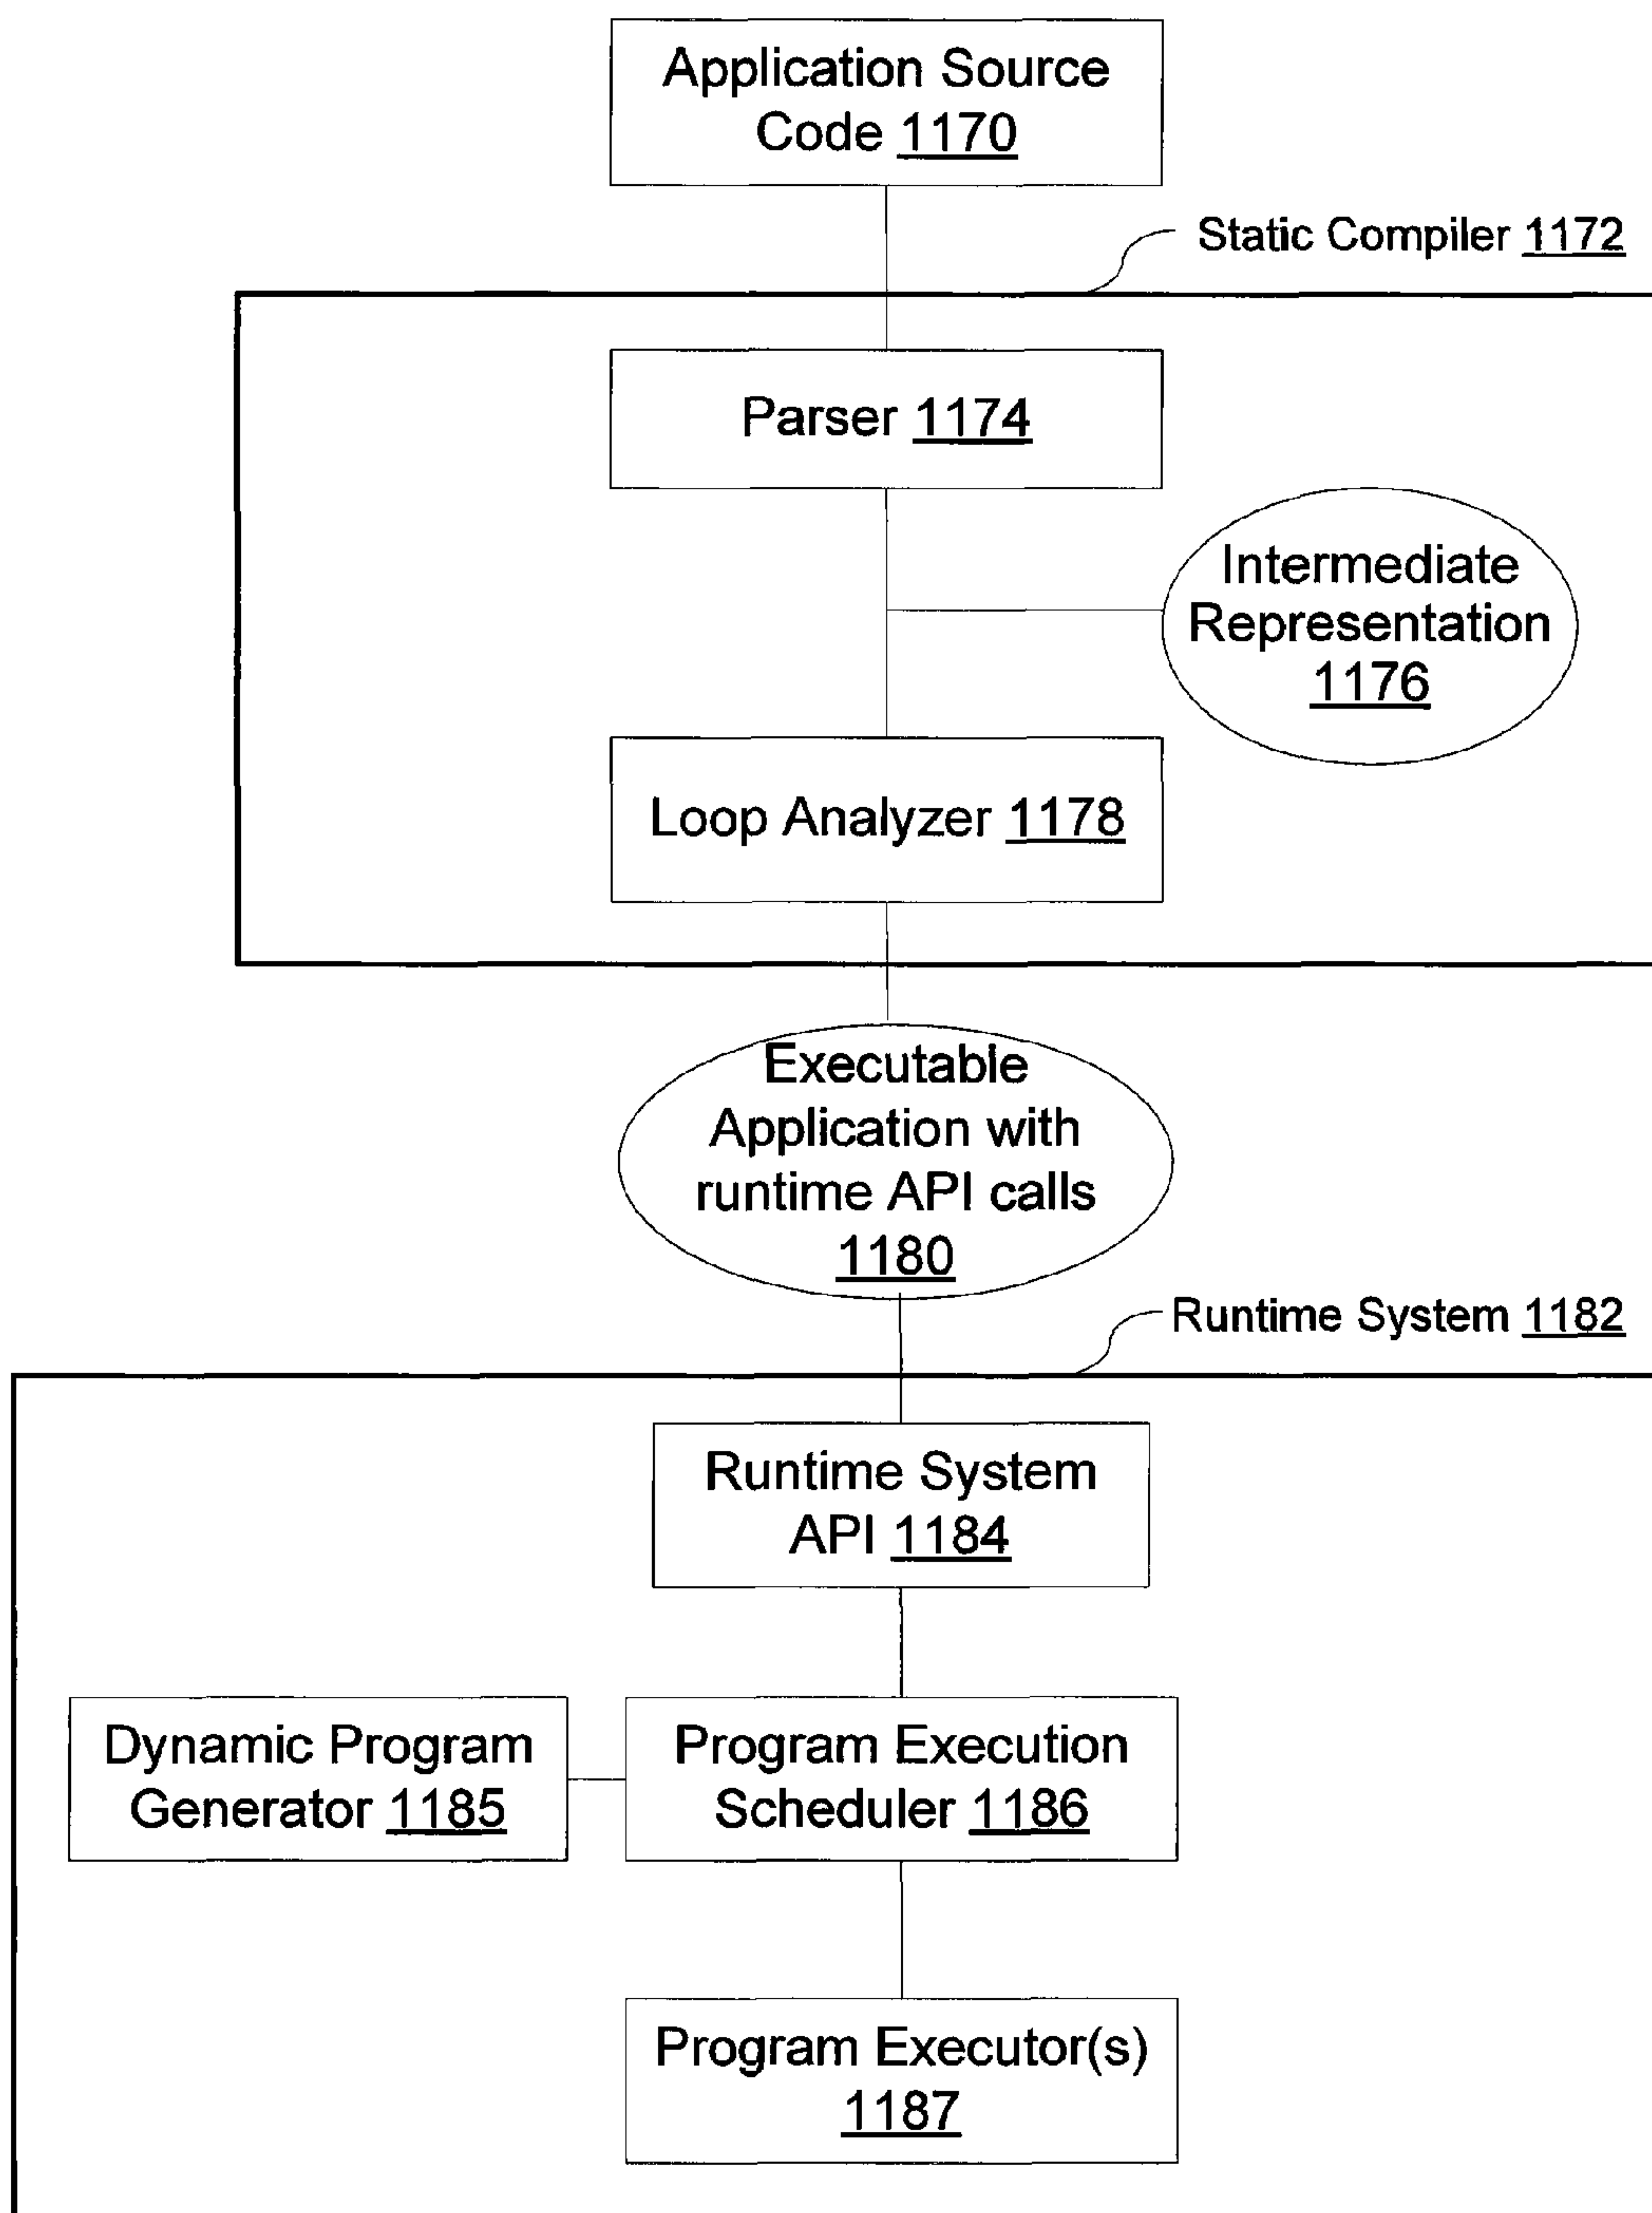 Application Source
Code 1170
Static Compiler 1172
Parser 1174
Intermediate
Representation
1176
Loop Analyzer 1178
Executable
Application with
runtime API calls
1180
Runtime System 1182
Runtime System
API 1184
Dynamic Program
Generator 1185
Program Execution
Scheduler 1186
Program Executor(s)
1187